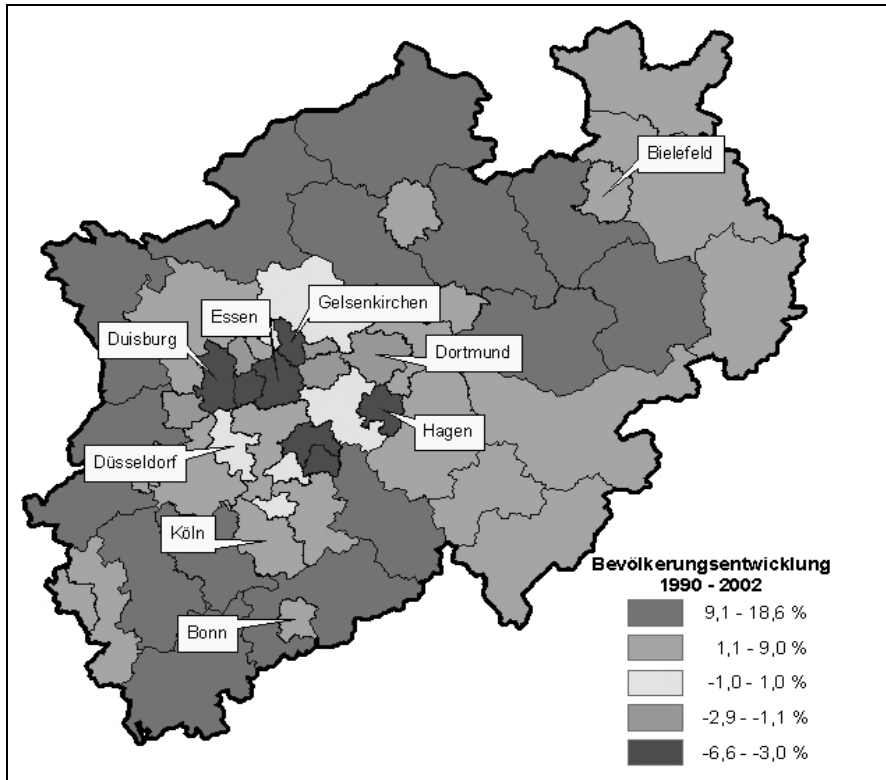 Bielefeld
Gelsenkirchen
Essen
Duisburg
Dortmund
Hagen
Düsseldorf
Köln
Bonn
Bevölkerungsentwicklung
1990 - 2002
9,1 - 18,6 %
1,1 - 9,0 %
-1,0 - 1,0 %
-2,9 - -1,1 %
-6,6 - -3,0 %